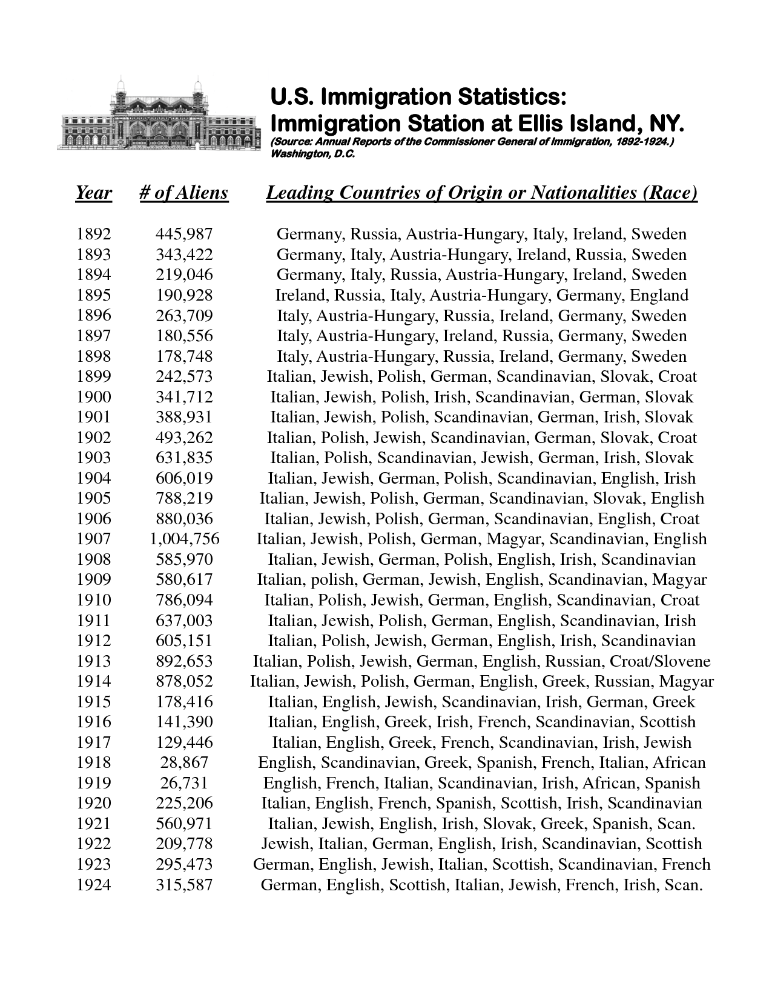 U.S. Immigration Statistics:
Immigration Station at Ellis Island, NY.
(Source: Annual Reports of the Commissioner General of Immigration, 1892-1924.)
Washington, D.C.
Year # of Aliens Leading Countries of Origin or Nationalities (Race)
1892 445,987 Germany, Russia, Austria-Hungary, Italy, Ireland, Sweden
1893 343,422 Germany, Italy, Austria-Hungary, Ireland, Russia, Sweden
1894 219,046 Germany, Italy, Russia, Austria-Hungary, Ireland, Sweden
1895 190,928 Ireland, Russia, Italy, Austria-Hungary, Germany, England
1896 263,709 Italy, Austria-Hungary, Russia, Ireland, Germany, Sweden
1897 180,556 Italy, Austria-Hungary, Ireland, Russia, Germany, Sweden
1898 178,748 Italy, Austria-Hungary, Russia, Ireland, Germany, Sweden
1899 242,573 Italian, Jewish, Polish, German, Scandinavian, Slovak, Croat
1900 341,712 Italian, Jewish, Polish, Irish, Scandinavian, German, Slovak
1901 388,931 Italian, Jewish, Polish, Scandinavian, German, Irish, Slovak
1902 493,262 Italian, Polish, Jewish, Scandinavian, German, Slovak, Croat
1903 631,835 Italian, Polish, Scandinavian, Jewish, German, Irish, Slovak
1904 606,019 Italian, Jewish, German, Polish, Scandinavian, English, Irish
1905 788,219 Italian, Jewish, Polish, German, Scandinavian, Slovak, English
1906 880,036 Italian, Jewish, Polish, German, Scandinavian, English, Croat
1907 1,004,756 Italian, Jewish, Polish, German, Magyar, Scandinavian, English
1908 585,970 Italian, Jewish, German, Polish, English, Irish, Scandinavian
1909 580,617 Italian, polish, German, Jewish, English, Scandinavian, Magyar
1910 786,094 Italian, Polish, Jewish, German, English, Scandinavian, Croat
1911 637,003 Italian, Jewish, Polish, German, English, Scandinavian, Irish
1912 605,151 Italian, Polish, Jewish, German, English, Irish, Scandinavian
1913 892,653 Italian, Polish, Jewish, German, English, Russian, Croat/Slovene
1914 878,052 Italian, Jewish, Polish, German, English, Greek, Russian, Magyar
1915 178,416 Italian, English, Jewish, Scandinavian, Irish, German, Greek
1916 141,390 Italian, English, Greek, Irish, French, Scandinavian, Scottish
1917 129,446 Italian, English, Greek, French, Scandinavian, Irish, Jewish
1918 28,867 English, Scandinavian, Greek, Spanish, French, Italian, African
1919 26,731 English, French, Italian, Scandinavian, Irish, African, Spanish
1920 225,206 Italian, English, French, Spanish, Scottish, Irish, Scandinavian
1921 560,971 Italian, Jewish, English, Irish, Slovak, Greek, Spanish, Scan.
1922 209,778 Jewish, Italian, German, English, Irish, Scandinavian, Scottish
1923 295,473 German, English, Jewish, Italian, Scottish, Scandinavian, French
1924 315,587 German, English, Scottish, Italian, Jewish, French, Irish, Scan.